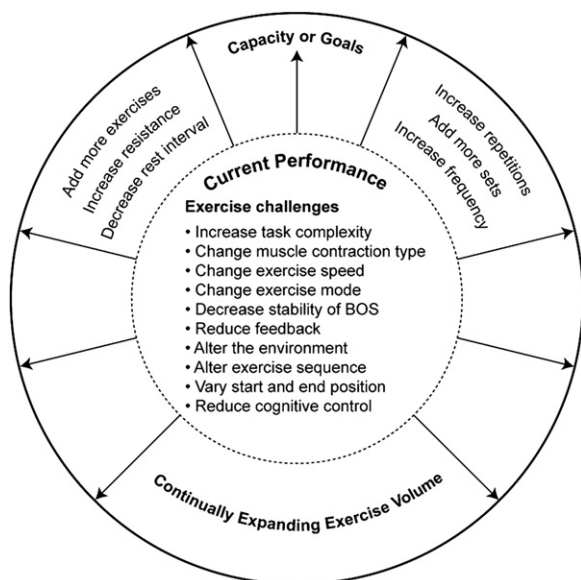 Capacity or Goals
Add more exercises
Increase resistance
Decrease rest interval
Increase repetitions
Add more sets
Increase frequency
Current Performance
Exercise challenges
• Increase task complexity
• Change muscle contraction type
• Change exercise speed
• Change exercise mode
• Decrease stability of BOS
• Reduce feedback
• Alter the environment
• Alter exercise sequence
• Vary start and end position
• Reduce cognitive control
Continually Expanding Exercise Volume